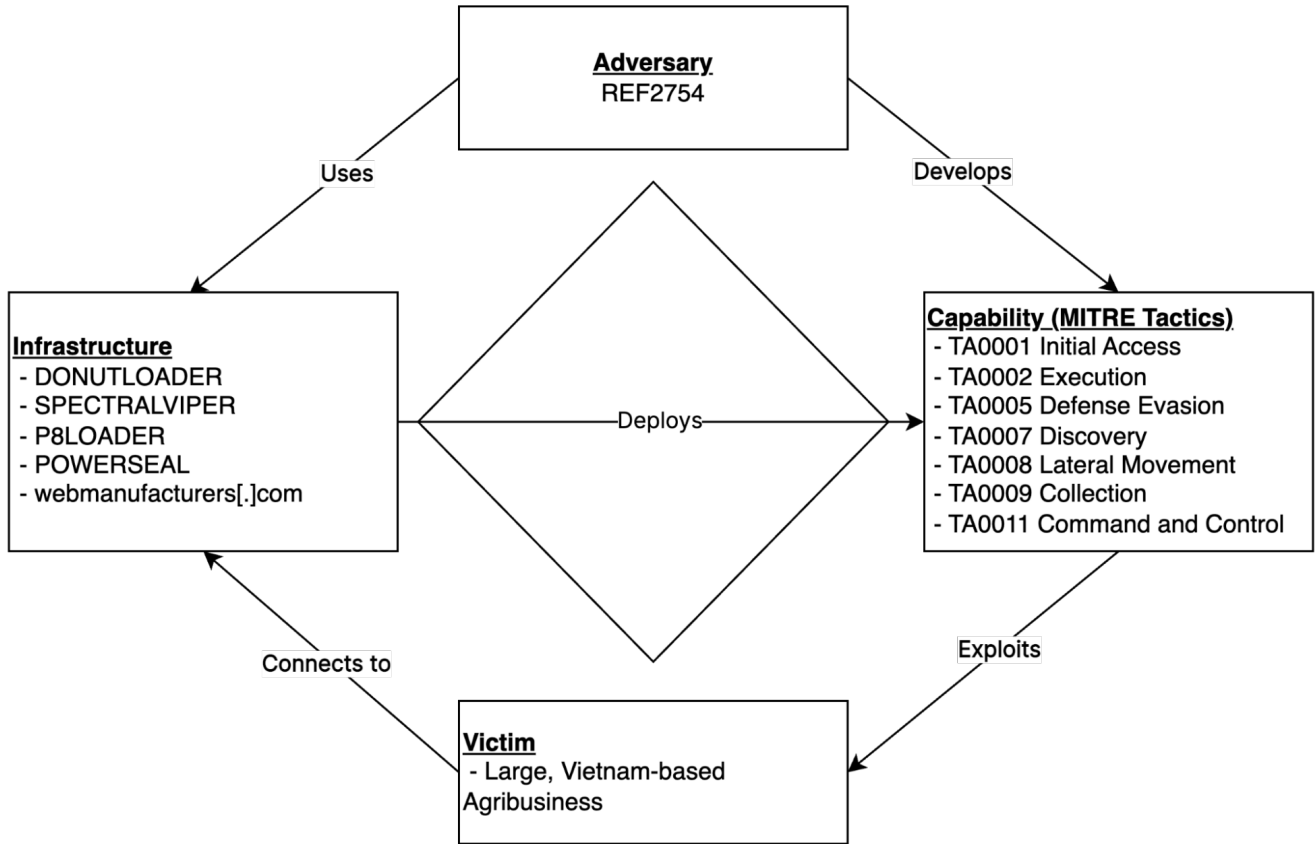 Adversary
REF2754
Uses
Develops
Infrastructure
- DONUTLOADER
- SPECTRALVIPER
- P8LOADER
- POWERSEAL
- webmanufacturers[.]com
Deploys
Capability (MITRE Tactics)
- TA0001 Initial Access
- TA0002 Execution
- TA0005 Defense Evasion
- TA0007 Discovery
- TA0008 Lateral Movement
- TA0009 Collection
- TA0011 Command and Control
Connects to
Exploits
Victim
- Large, Vietnam-based
Agribusiness